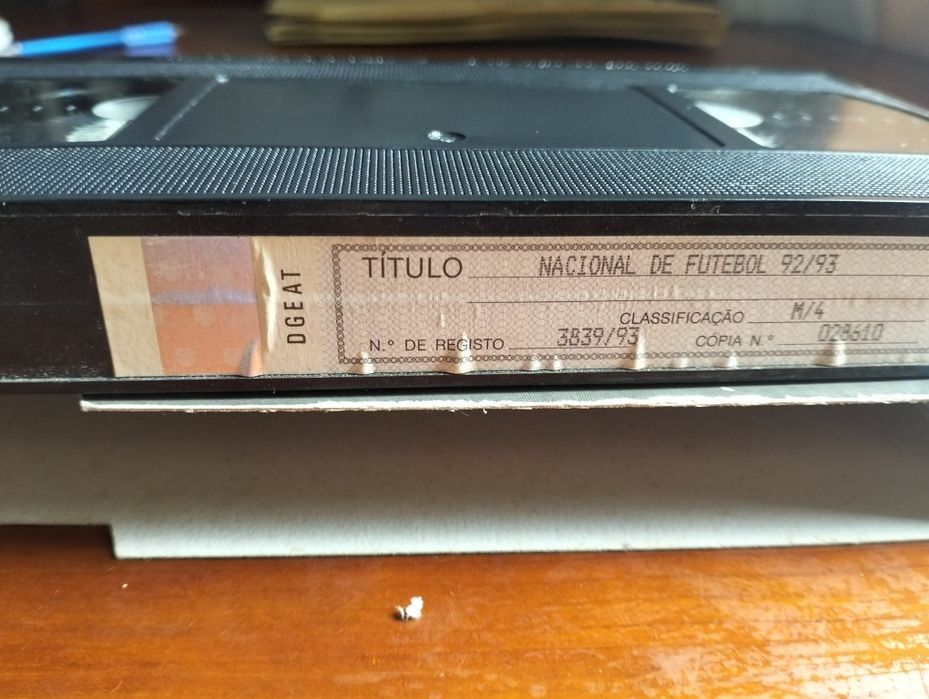 DGEAT
TÍTULO NACIONAL DE FUTEBOL 92/93
CLASSIFICAÇÃO M/4
N.º DE REGISTO 3839/93 CÓPIA N.º 028610